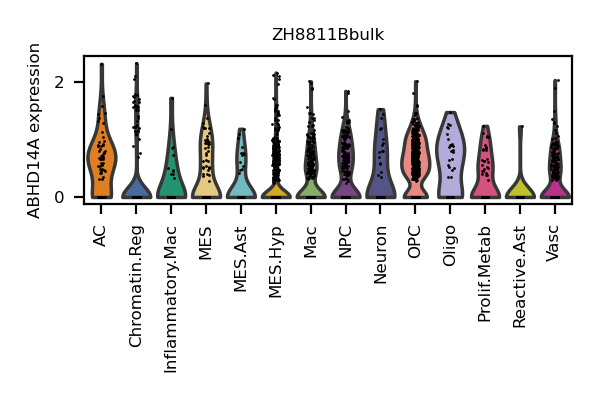 ZH8811Bbulk
ABHD14A expression
2
0
AC
Chromatin.Reg
Inflammatory.Mac
MES
MES.Ast
MES.Hyp
Mac
NPC
Neuron
OPC
Oligo
Prolif.Metab
Reactive.Ast
Vasc